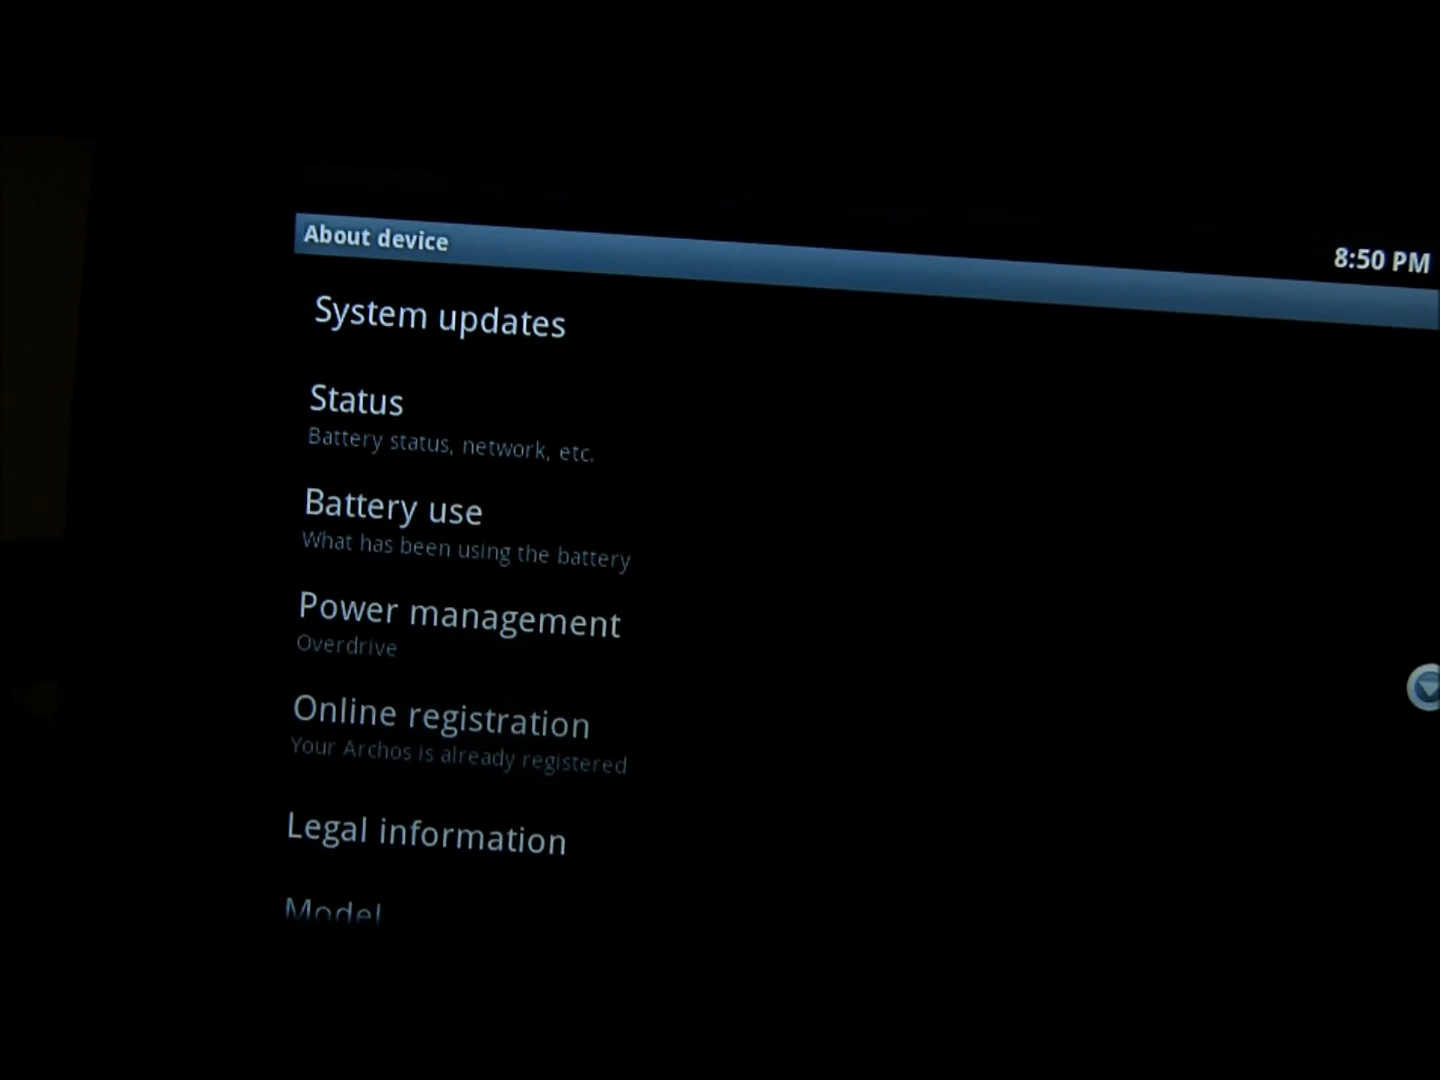 8:50 PM
About device
System updates
Status
Battery status, network, etc.
Battery use
What has been using the battery
Power management
Overdrive
Online registration
Your Archos is already registered
Legal information
Model